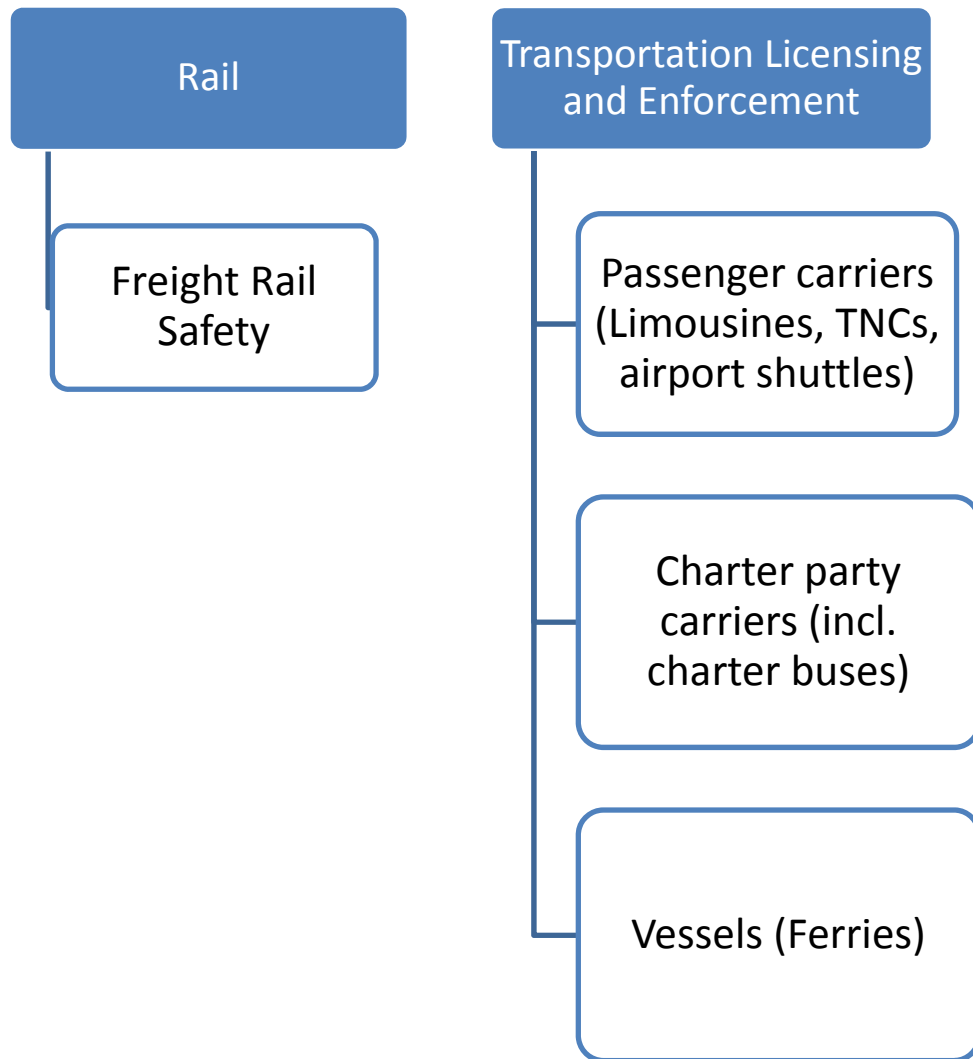 Rail
Freight Rail
Safety
Transportation Licensing
and Enforcement
Passenger carriers
(Limousines, TNCs,
airport shuttles)
Charter party
carriers (incl.
charter buses)
Vessels (Ferries)